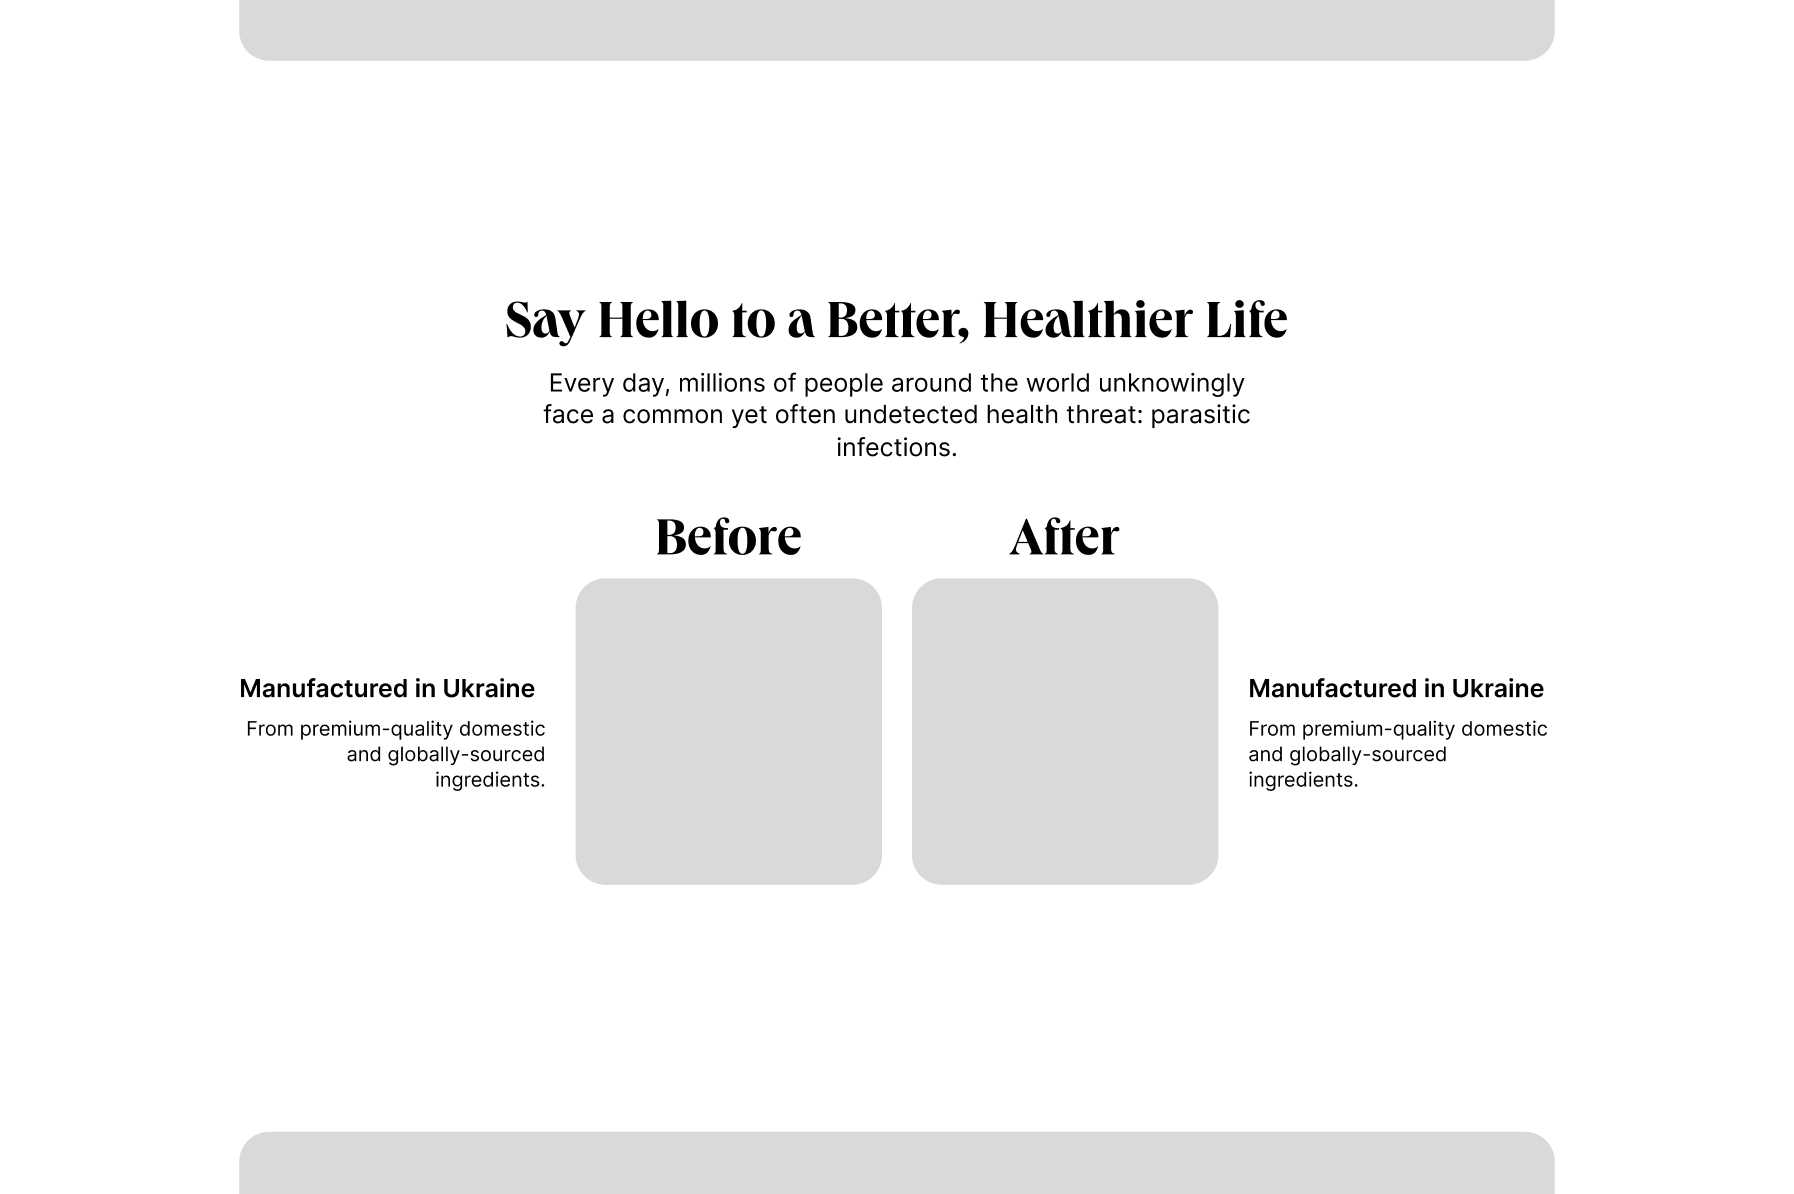 Say Hello to a Better, Healthier Life
Every day, millions of people around the world unknowingly
face a common yet often undetected health threat: parasitic
infections.
Before
After
Manufactured in Ukraine
From premium-quality domestic
and globally-sourced
ingredients.
Manufactured in Ukraine
From premium-quality domestic
and globally-sourced
ingredients.